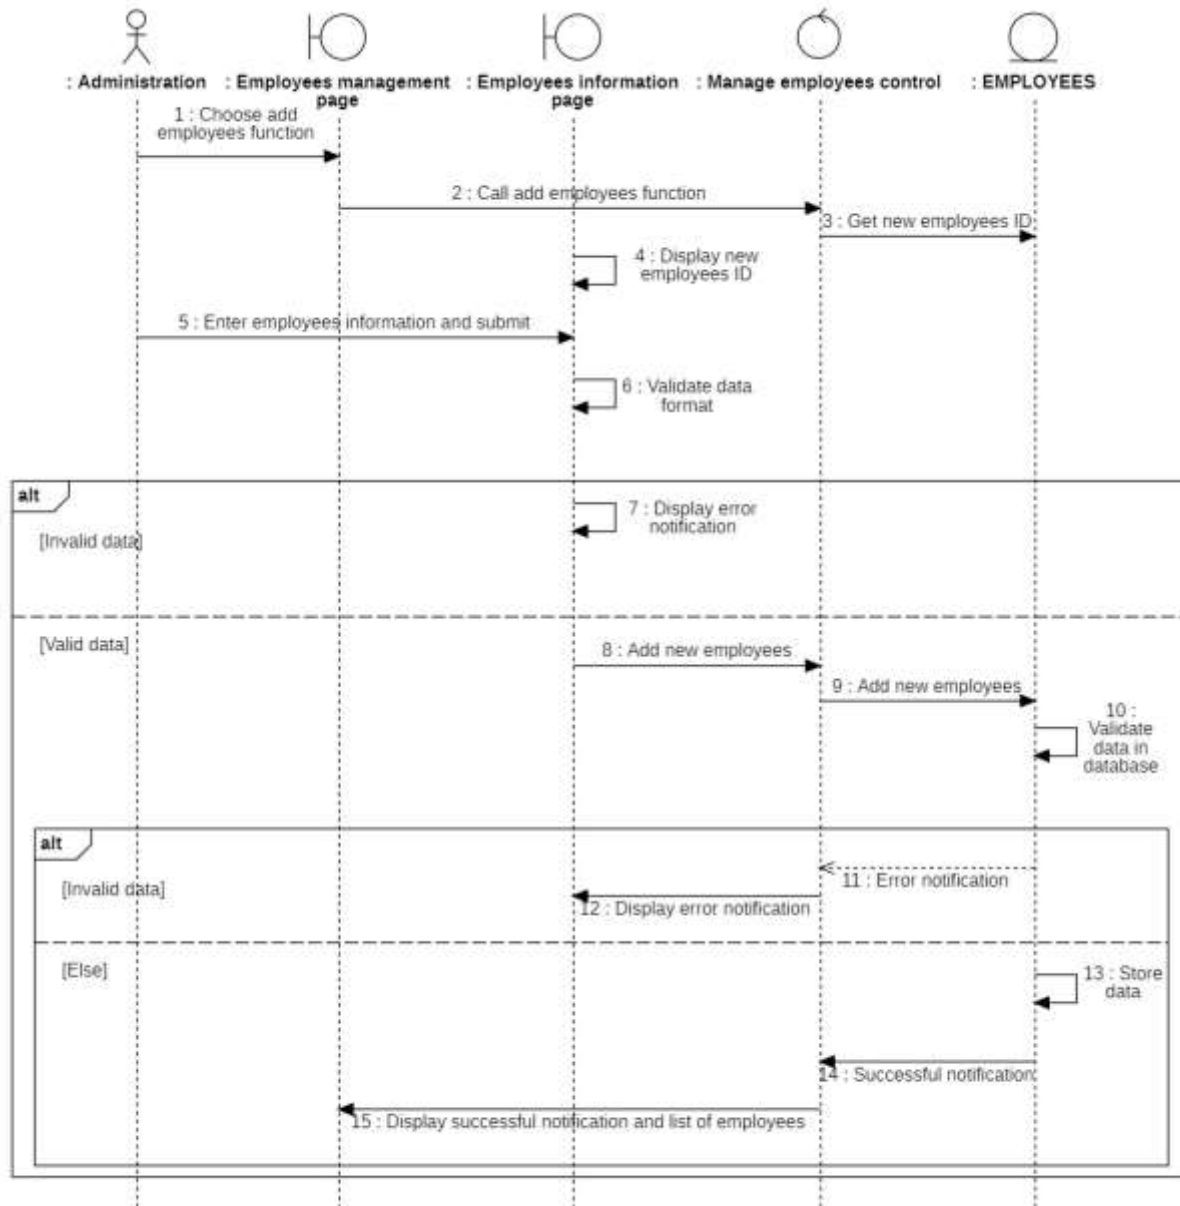 : Administration
: Employees management
page
: Employees information
page
: Manage employees control
: EMPLOYEES
1 : Choose add
employees function
2 : Call add employees function
3 : Get new employees ID
4 : Display new
employees ID
5 : Enter employees information and submit
6 : Validate data
format
alt
[Invalid data]
7 : Display error
notification
[Valid data]
8 : Add new employees
9 : Add new employees
10 :
Validate
data in
database
alt
[Invalid data]
11 : Error notification
12 : Display error notification
[Else]
13 : Store
data
14 : Successful notification
15 : Display successful notification and list of employees